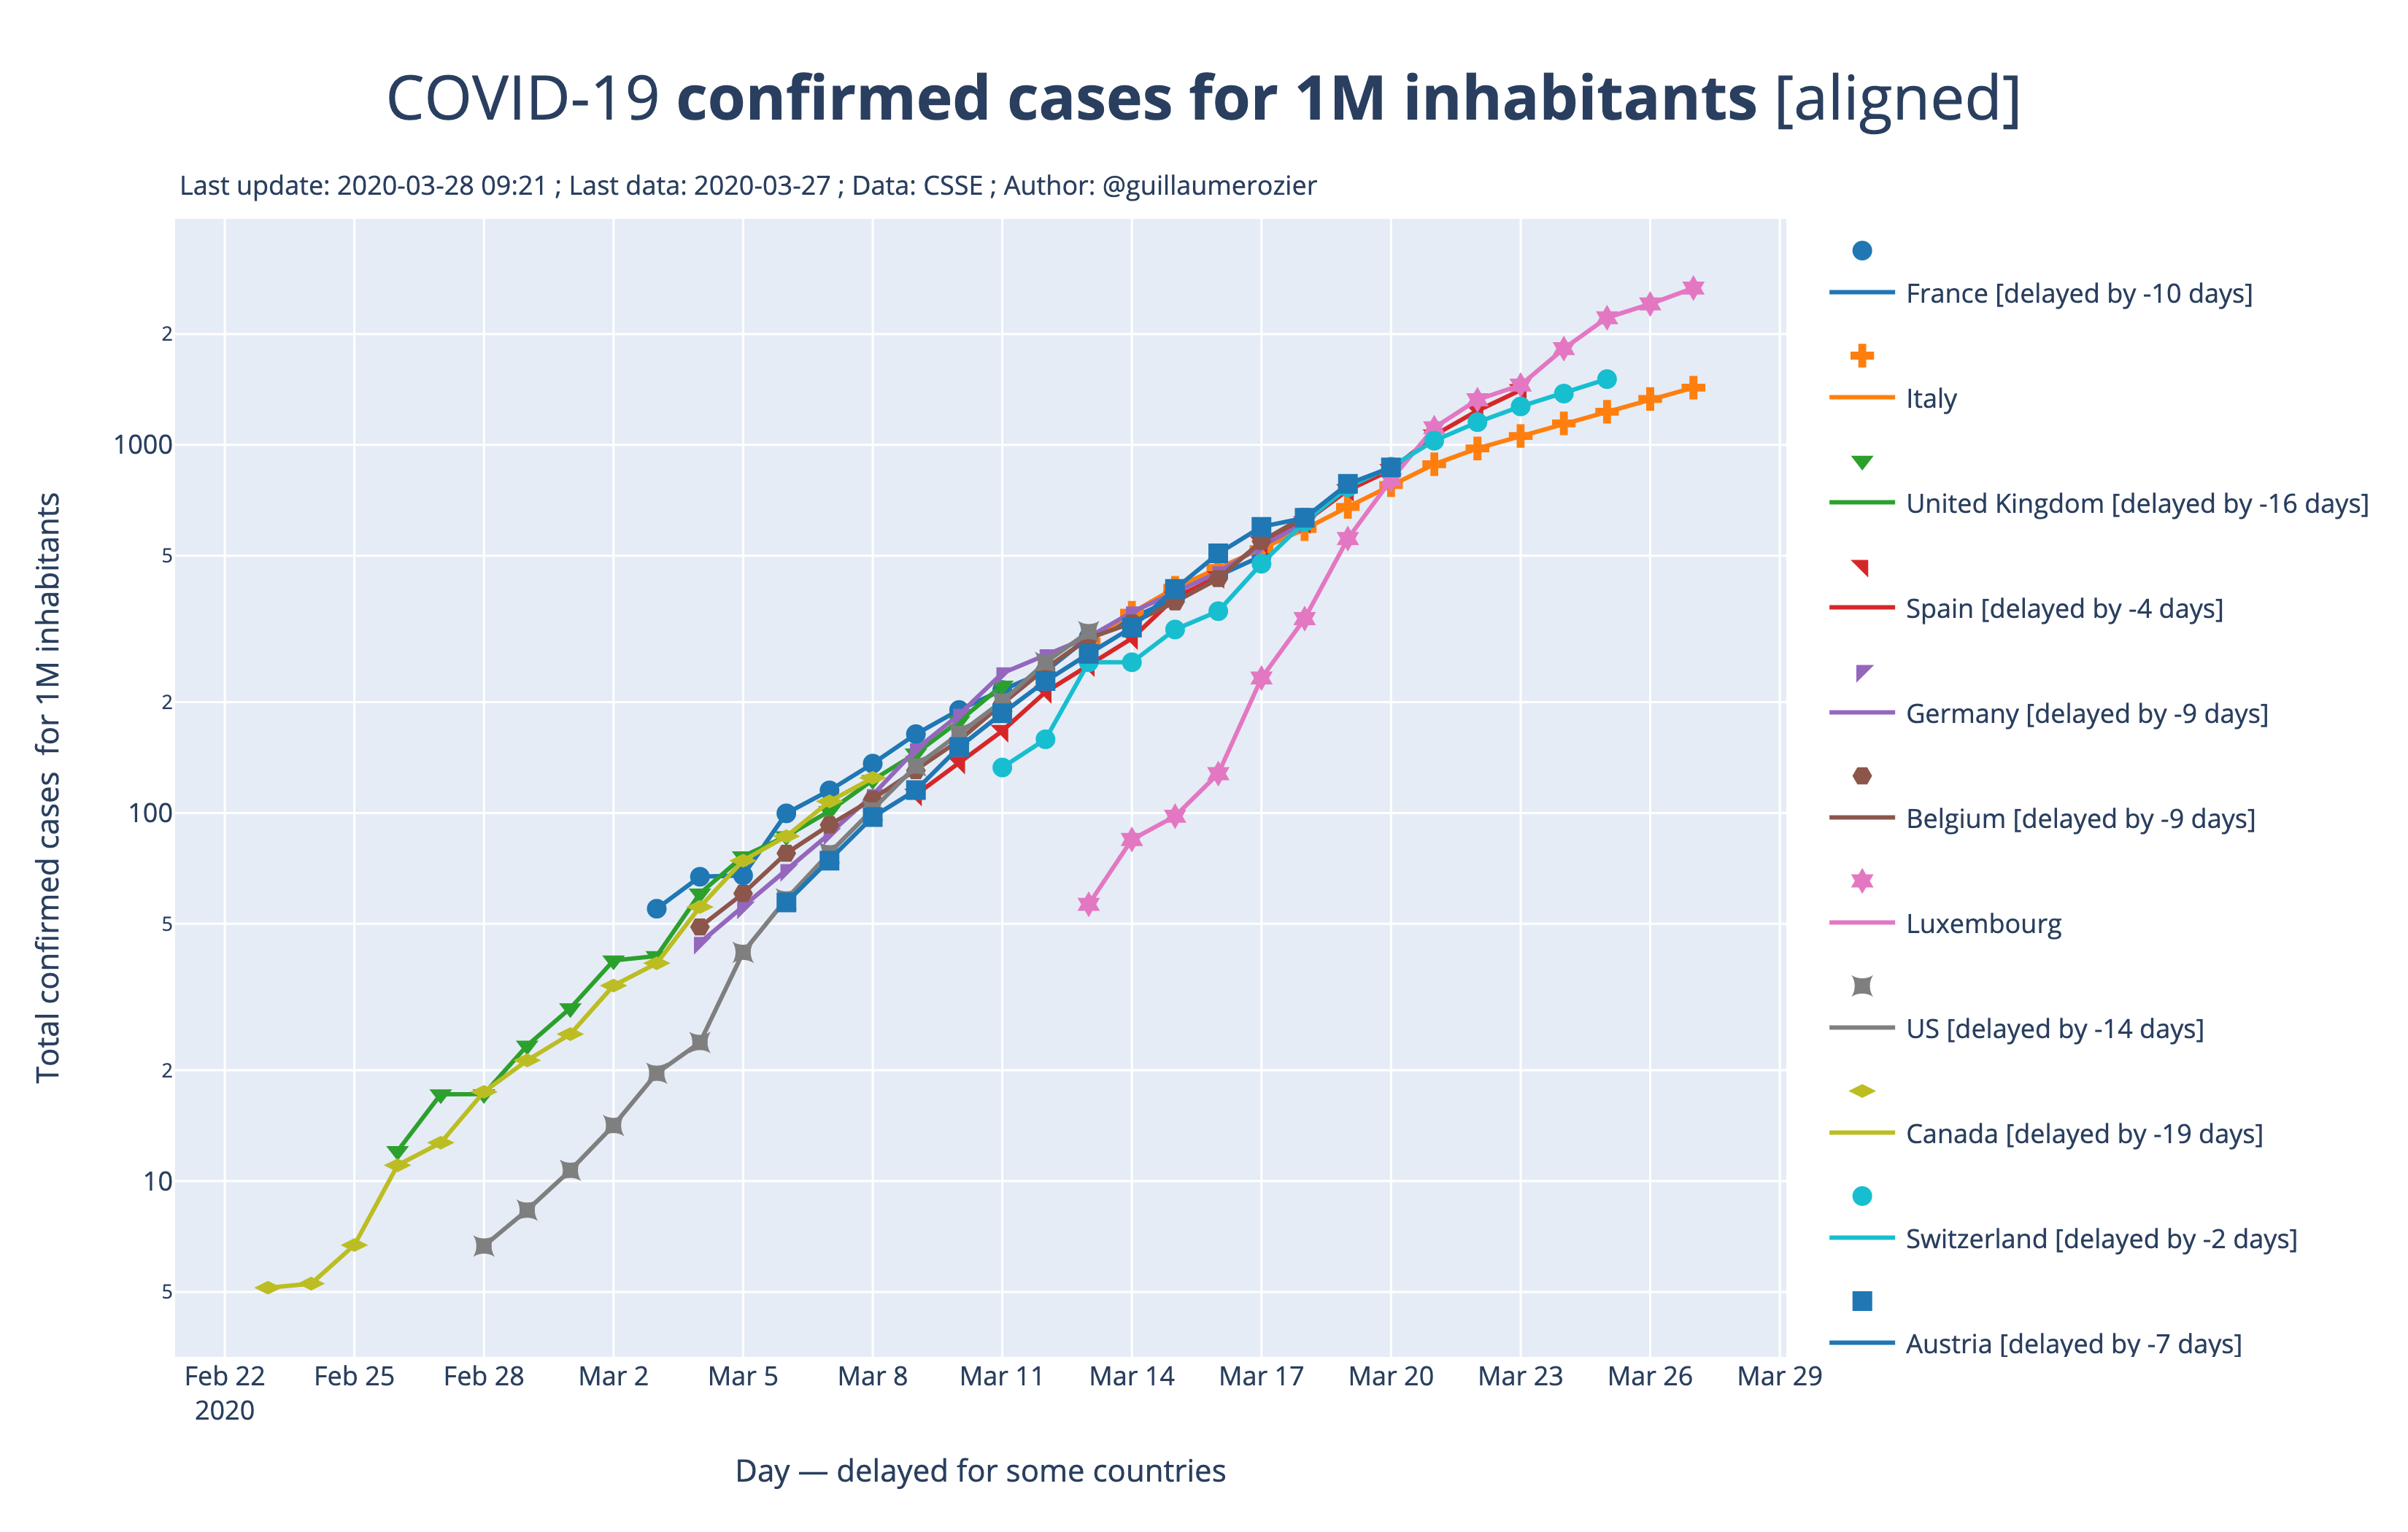 COVID-19 confirmed cases for 1M inhabitants [aligned]
Last update: 2020-03-28 09:21 ; Last data: 2020-03-27 ; Data: CSSE ; Author: @guillaumerozier
Total confirmed cases for 1M inhabitants
2
1000
5
2
100
5
2
10
5
Feb 22
2020
Feb 25
Feb 28
Mar 2
Mar 5
Mar 8
Mar 11
Mar 14
Mar 17
Mar 20
Mar 23
Mar 26
Mar 29
Day — delayed for some countries
France [delayed by -10 days]
Italy
United Kingdom [delayed by -16 days]
Spain [delayed by -4 days]
Germany [delayed by -9 days]
Belgium [delayed by -9 days]
Luxembourg
US [delayed by -14 days]
Canada [delayed by -19 days]
Switzerland [delayed by -2 days]
Austria [delayed by -7 days]